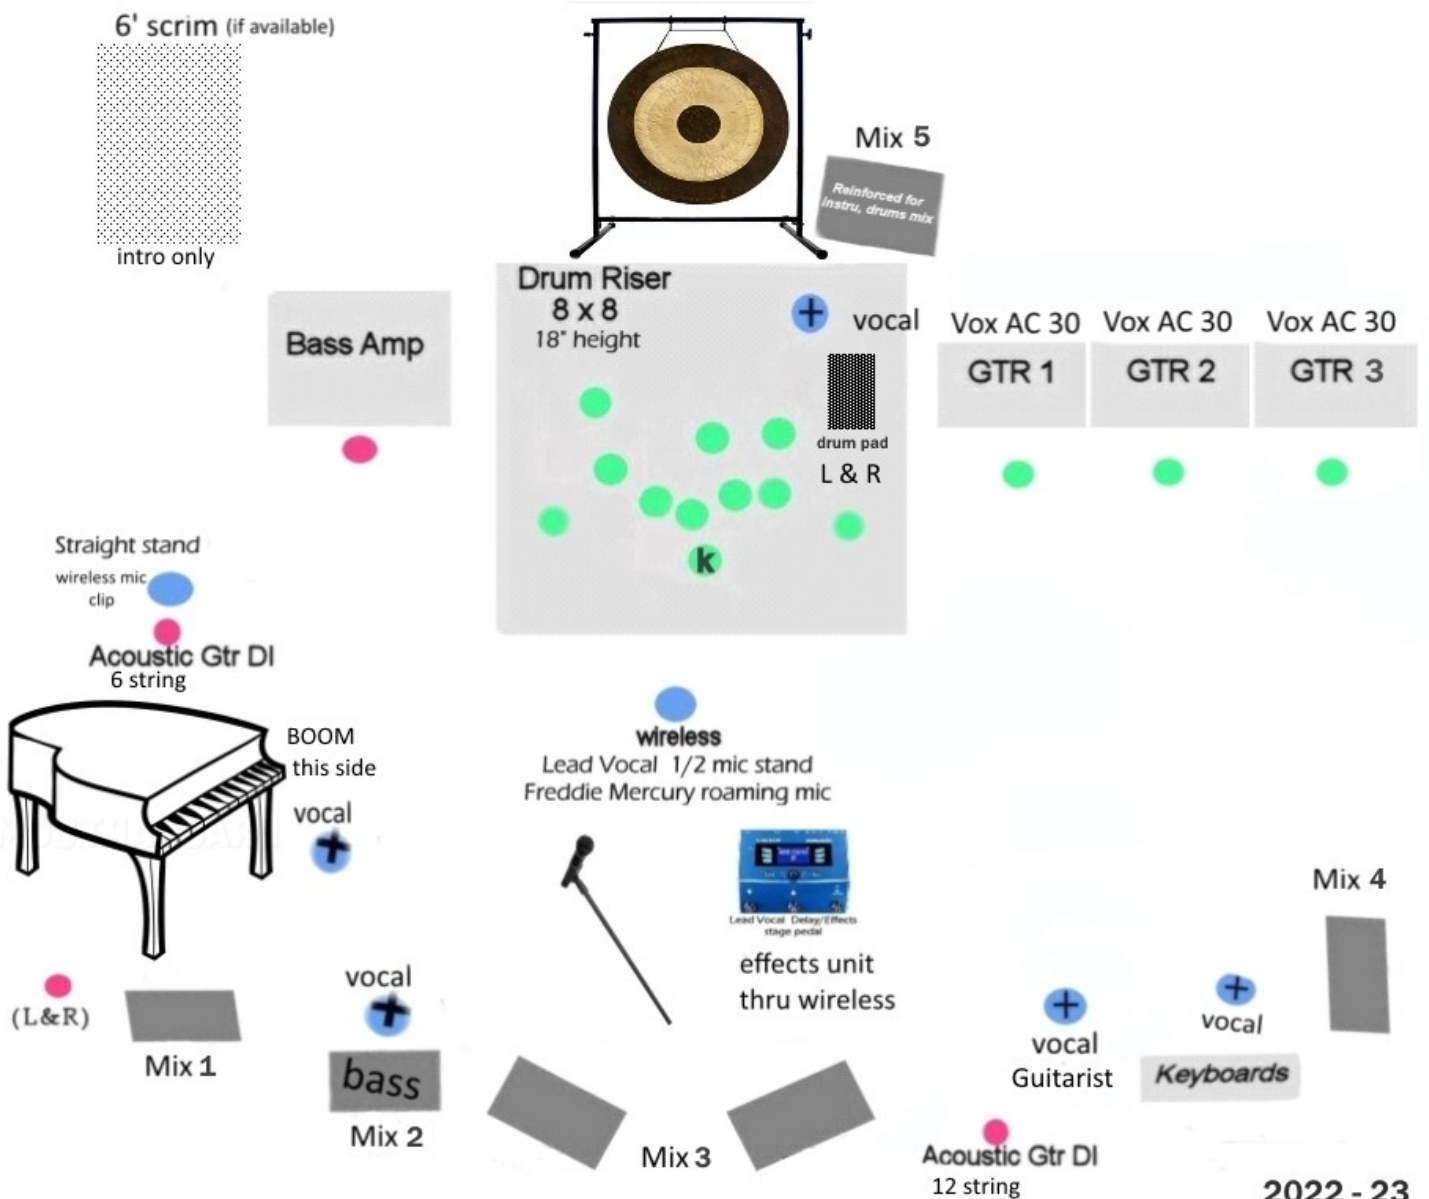 6' scrim (if available)
intro only
Mix 5
Reinforced for
instru, drums mix
Drum Riser
8 x 8
18" height
vocal
drum pad
L & R
k
Bass Amp
Vox AC 30
GTR 1
Vox AC 30
GTR 2
Vox AC 30
GTR 3
Straight stand
wireless mic
clip
Acoustic Gtr DI
6 string
BOOM
this side
vocal
wireless
Lead Vocal 1/2 mic stand
Freddie Mercury roaming mic
Lead Vocal Delay/Effects
stage pedal
effects unit
thru wireless
Mix 4
(L&R)
Mix 1
vocal
bass
Mix 2
Mix 3
vocal
Guitarist
vocal
Keyboards
Acoustic Gtr DI
12 string
2022 - 23